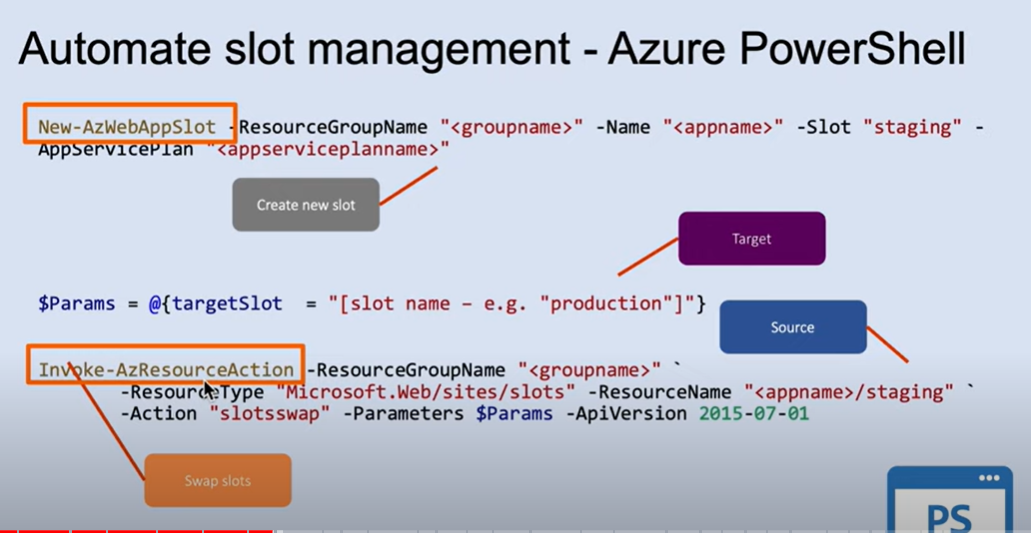 Automate slot management - Azure PowerShell
New-AzWebAppSlot -ResourceGroupName "<groupname>" -Name "<appname>" -Slot "staging" -
AppServicePlan "<appserviceplanname>"
Create new slot
Target
$Params = @{targetSlot = "[slot name – e.g. "production"]"}
Source
Invoke-AzResourceAction -ResourceGroupName "<groupname>" `
-ResourceType "Microsoft.Web/sites/slots" -ResourceName "<appname>/staging" `
-Action "slotsswap" -Parameters $Params -ApiVersion 2015-07-01
Swap slots
PS